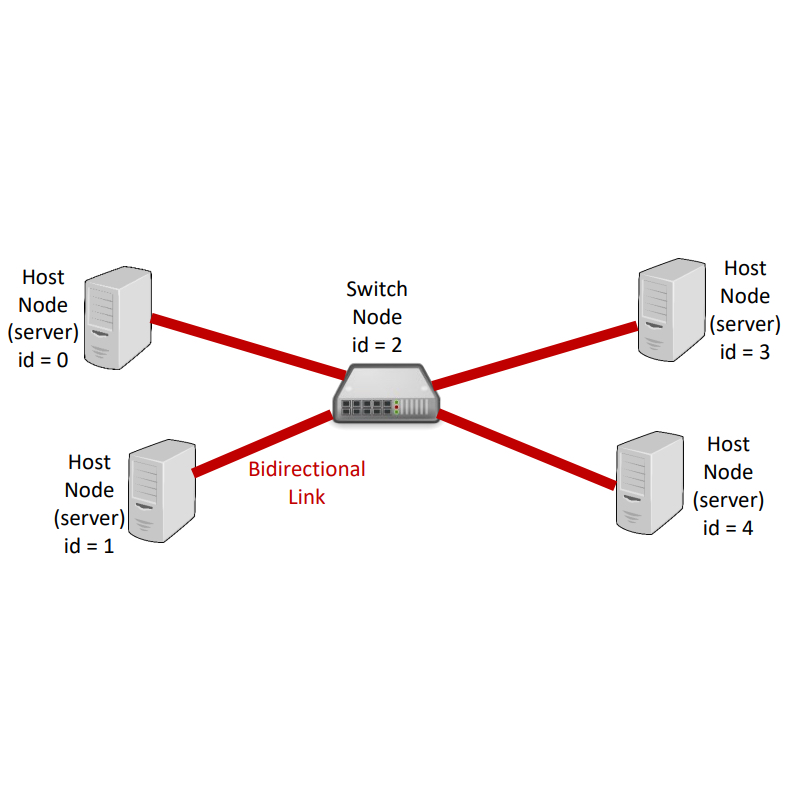 Host
Node
(server)
id = 0
Switch
Node
id = 2
Host
Node
(server)
id = 3
Host
Node
(server)
id = 1
Bidirectional
Link
Host
Node
(server)
id = 4